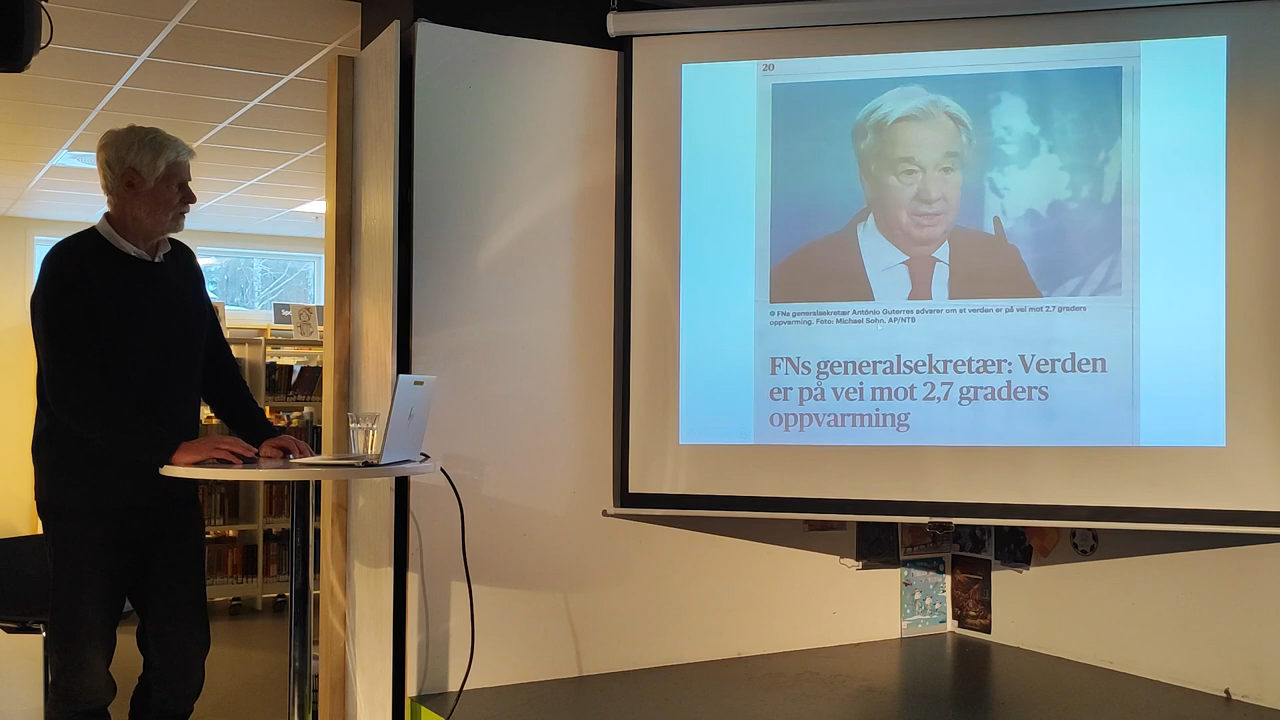 20
FNs generalsekretær António Guterres advarer om at verden er på vei mot 2,7 graders
oppvarming. Foto: Michael Sohn, AP/NTB
FNs generalsekretær: Verden
er på vei mot 2,7 graders
oppvarming